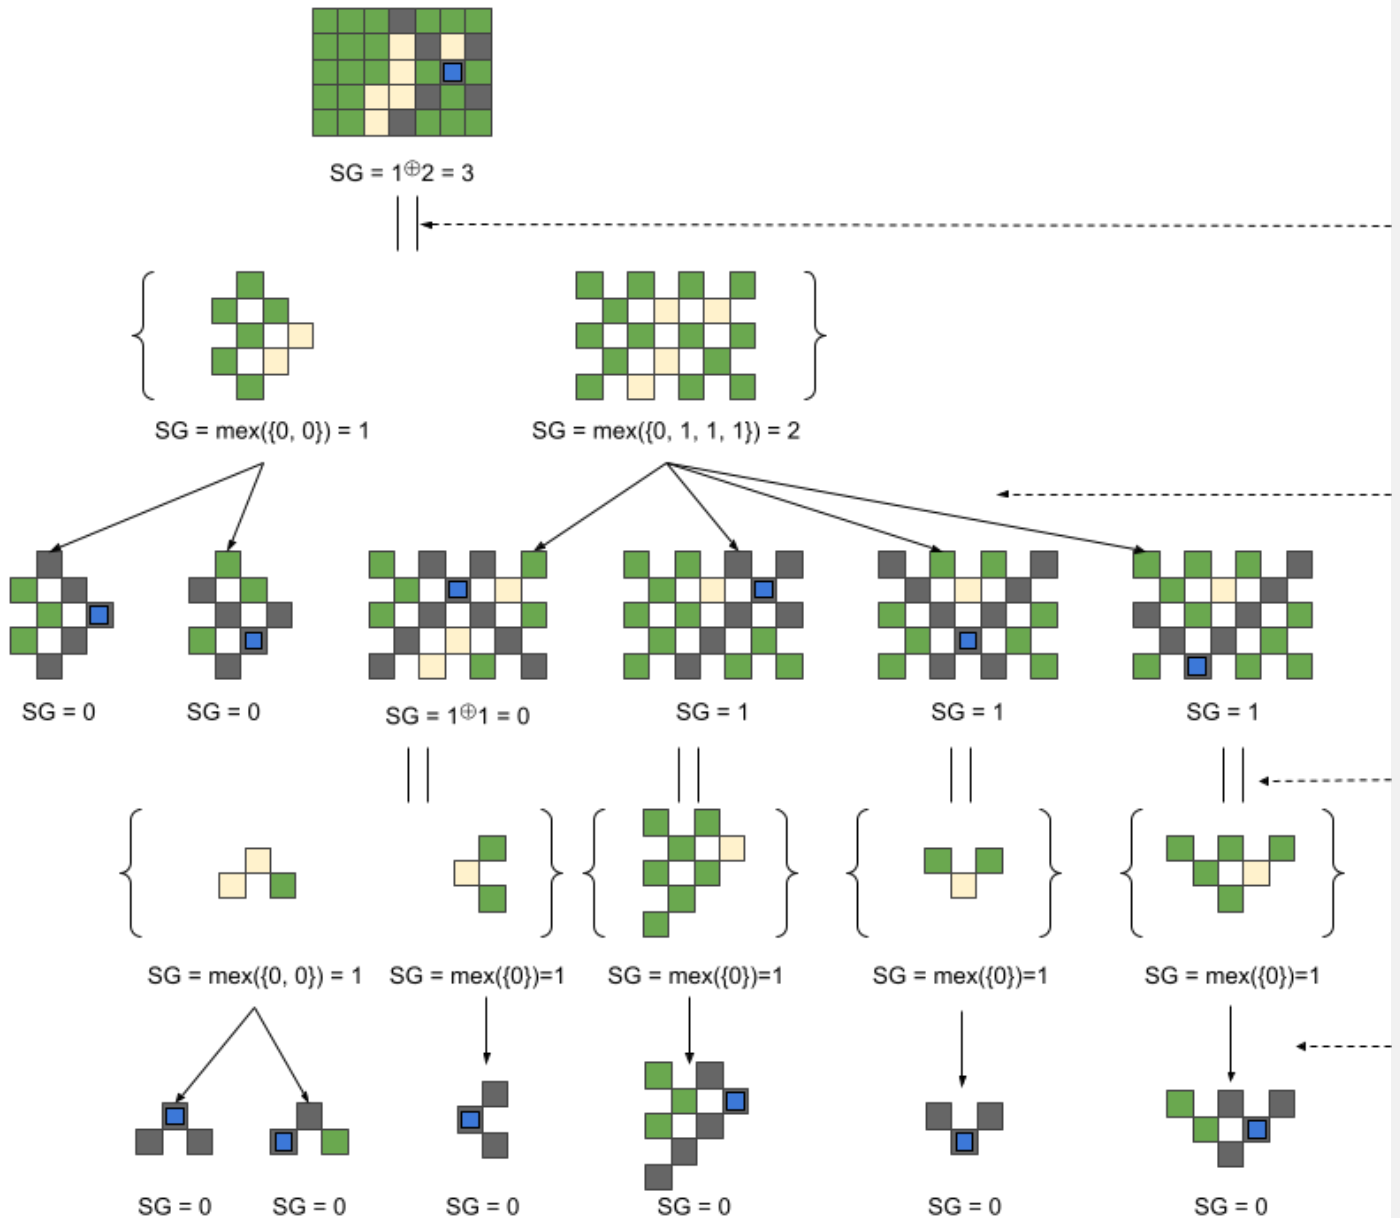 SG = 1⊕2 = 3
SG = mex({0, 0}) = 1
SG = mex({0, 1, 1, 1}) = 2
SG = 0
SG = 0
SG = 1⊕1 = 0
SG = 1
SG = 1
SG = 1
SG = mex({0, 0}) = 1
SG = mex({0})=1
SG = mex({0})=1
SG = mex({0})=1
SG = mex({0})=1
SG = 0
SG = 0
SG = 0
SG = 0
SG = 0
SG = 0